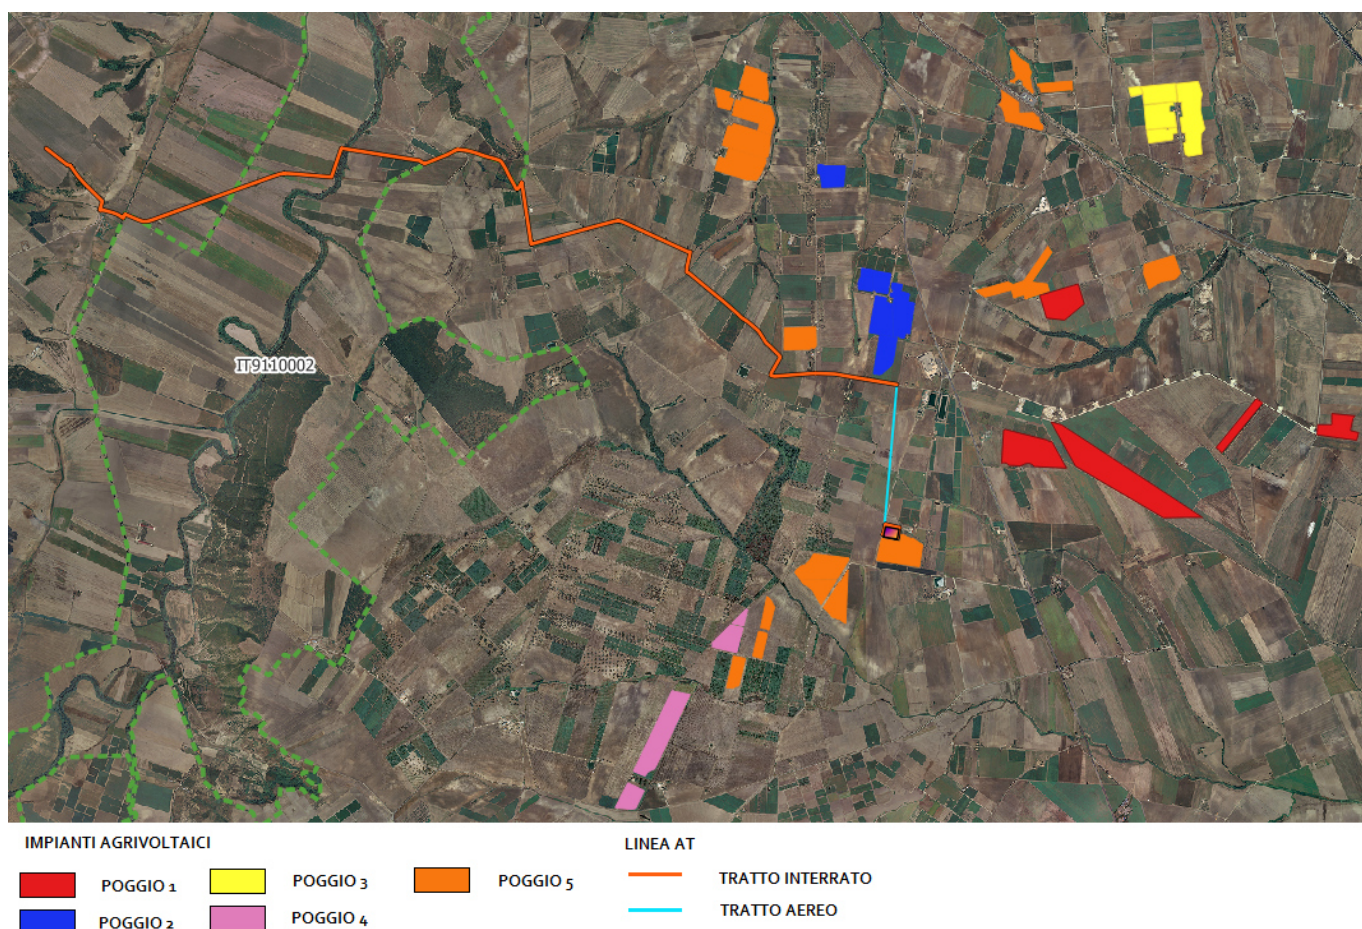 IT9110002
IMPIANTI AGRIVOLTAICI
LINEA AT
POGGIO 1
POGGIO 3
POGGIO 5
TRATTO INTERRATO
POGGIO 2
POGGIO 4
TRATTO AEREO